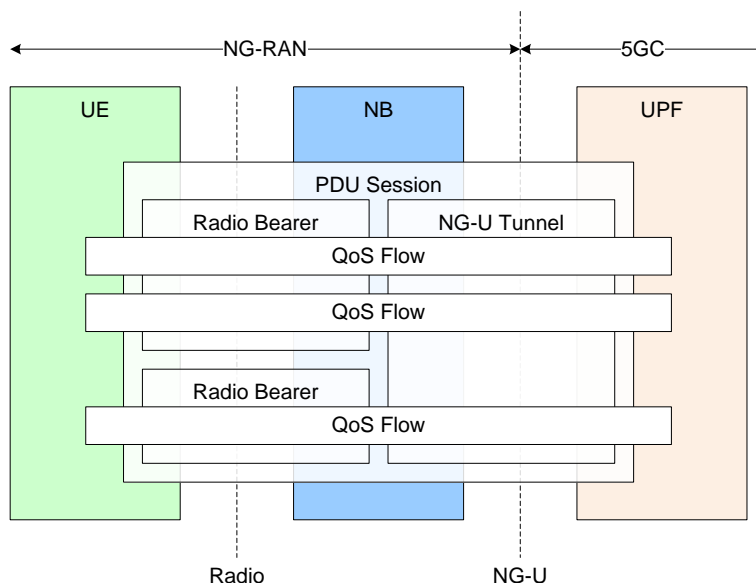 NG-RAN 5GC
UE NB UPF
PDU Session
Radio Bearer NG-U Tunnel
QoS Flow
QoS Flow
Radio Bearer
QoS Flow
Radio NG-U